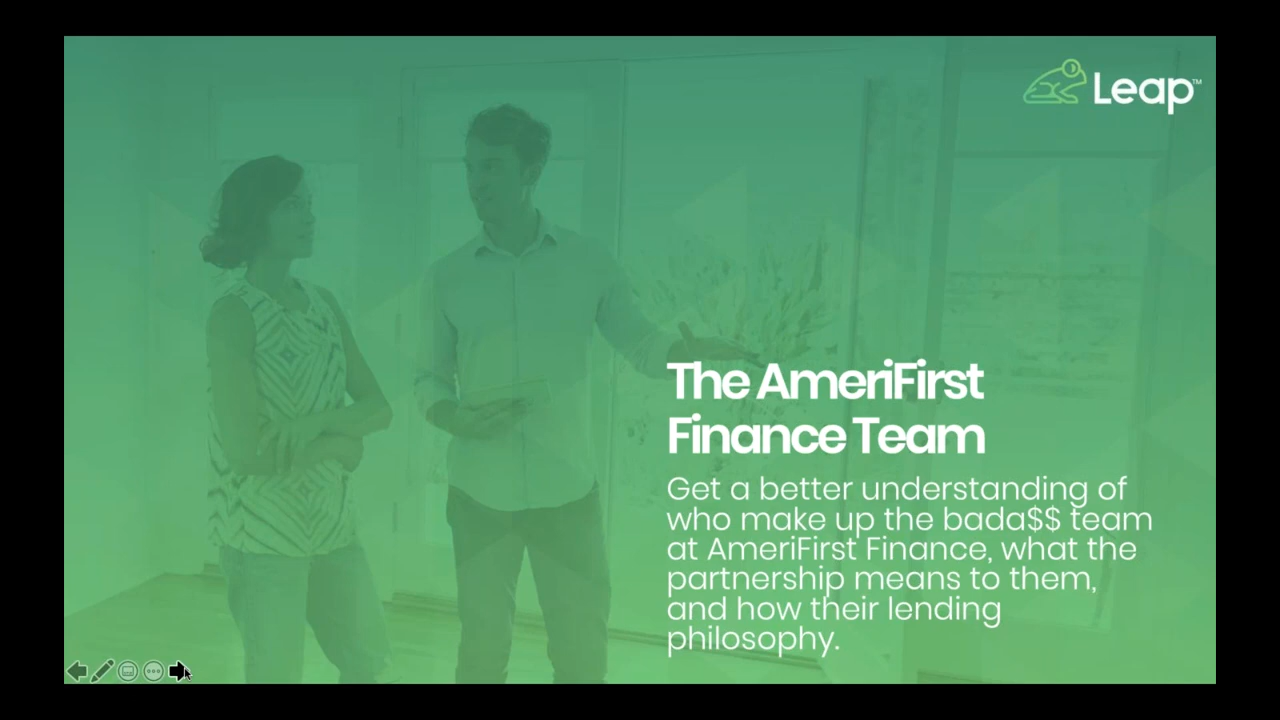 Leap™
The AmeriFirst
Finance Team
Get a better understanding of
who make up the bada$$ team
at AmeriFirst Finance, what the
partnership means to them,
and how their lending
philosophy.